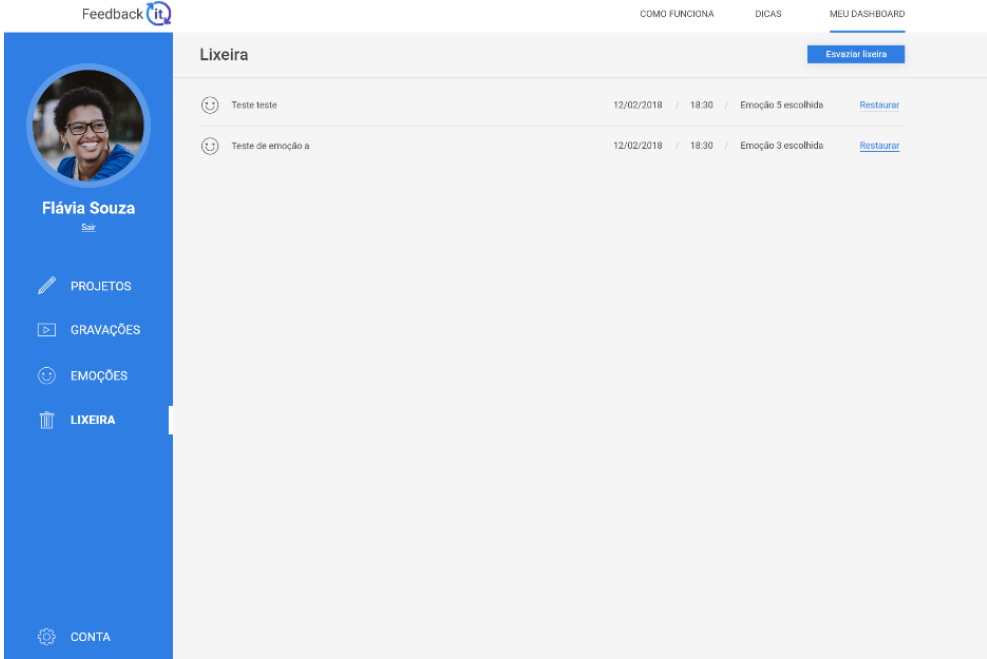 Feedback it
COMO FUNCIONA DICAS MEU DASHBOARD
Lixeira
Esvaziar lixeira
Teste teste 12/02/2018 / 18:30 / Emoção 5 escolhida Restaurar
Teste de emoção a 12/02/2018 / 18:30 / Emoção 3 escolhida Restaurar
Flávia Souza
Sair
PROJETOS
GRAVAÇÕES
EMOÇÕES
LIXEIRA
CONTA